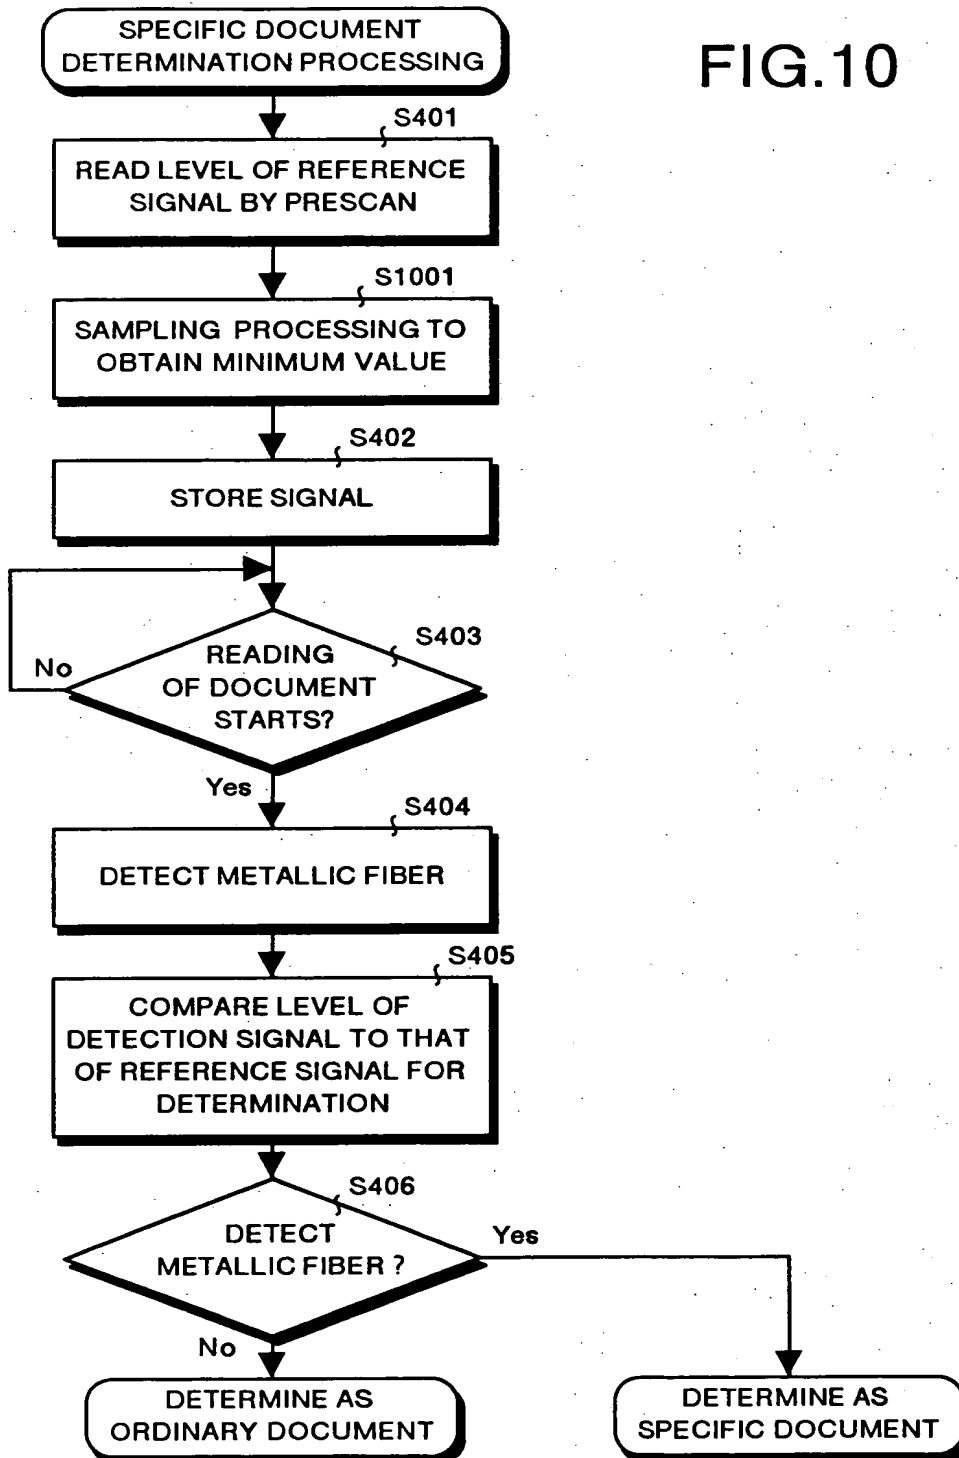 SPECIFIC DOCUMENT
DETERMINATION PROCESSING
FIG.10
S401
READ LEVEL OF REFERENCE
SIGNAL BY PRESCAN
S1001
SAMPLING PROCESSING TO
OBTAIN MINIMUM VALUE
S402
STORE SIGNAL
S403
READING
OF DOCUMENT
STARTS?
No
Yes
S404
DETECT METALLIC FIBER
S405
COMPARE LEVEL OF
DETECTION SIGNAL TO THAT
OF REFERENCE SIGNAL FOR
DETERMINATION
S406
DETECT
METALLIC FIBER ?
Yes
No
DETERMINE AS
ORDINARY DOCUMENT
DETERMINE AS
SPECIFIC DOCUMENT